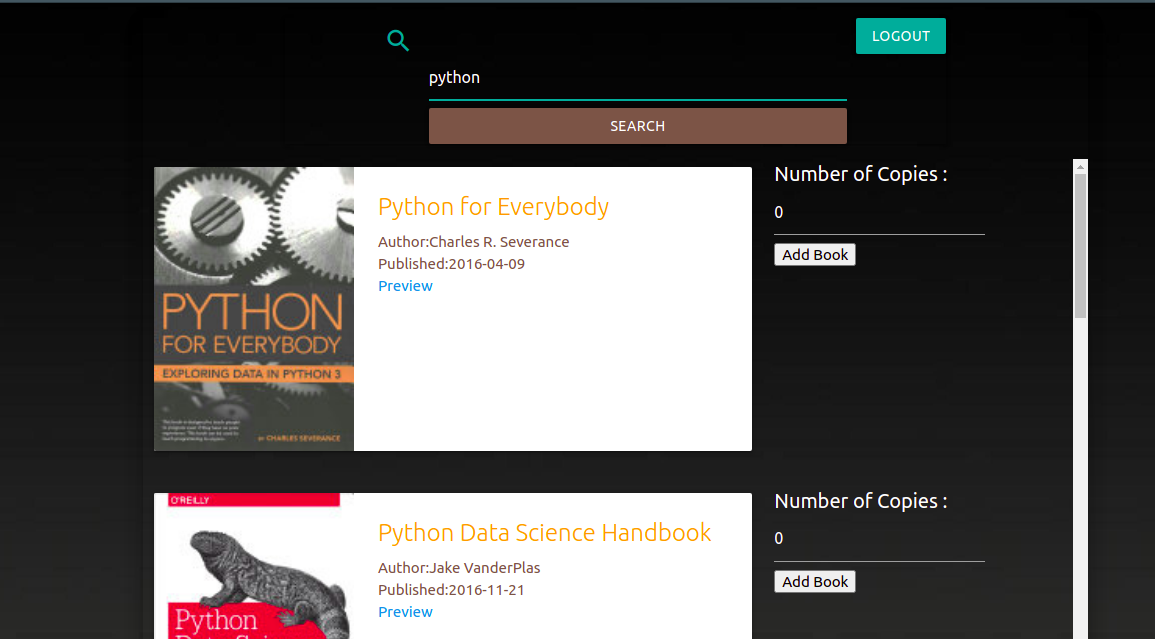 LOGOUT
python
SEARCH
PYTHON
FOR EVERYBODY
EXPLORING DATA IN PYTHON 3
BY CHARLES SEVERANCE
Python for Everybody
Author:Charles R. Severance
Published:2016-04-09
Preview
Number of Copies :
0
Add Book
O'REILLY
Python
Python Data Science Handbook
Author:Jake VanderPlas
Published:2016-11-21
Preview
Number of Copies :
0
Add Book